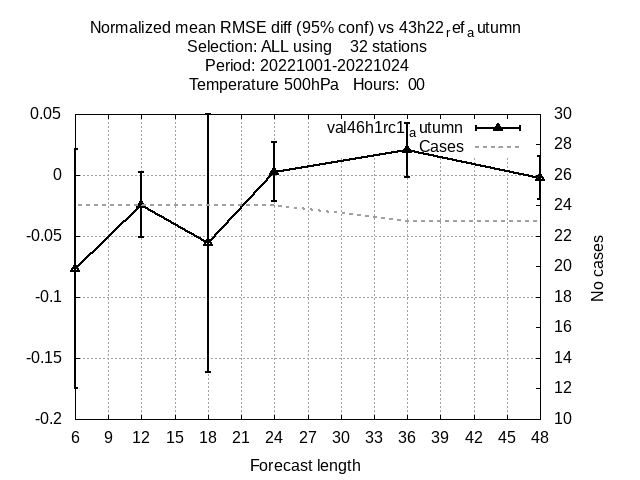 Normalized mean RMSE diff (95% conf) vs 43h22ref autumn
Selection: ALL using 32 stations
Period: 20221001-20221024
Temperature 500hPa Hours: 00
val46h1rc1autumn
Cases
0.05
0
-0.05
-0.1
-0.15
-0.2
30
28
26
24
22
20
18
16
14
12
10
No cases
6 9 12 15 18 21 24 27 30 33 36 39 42 45 48
Forecast length